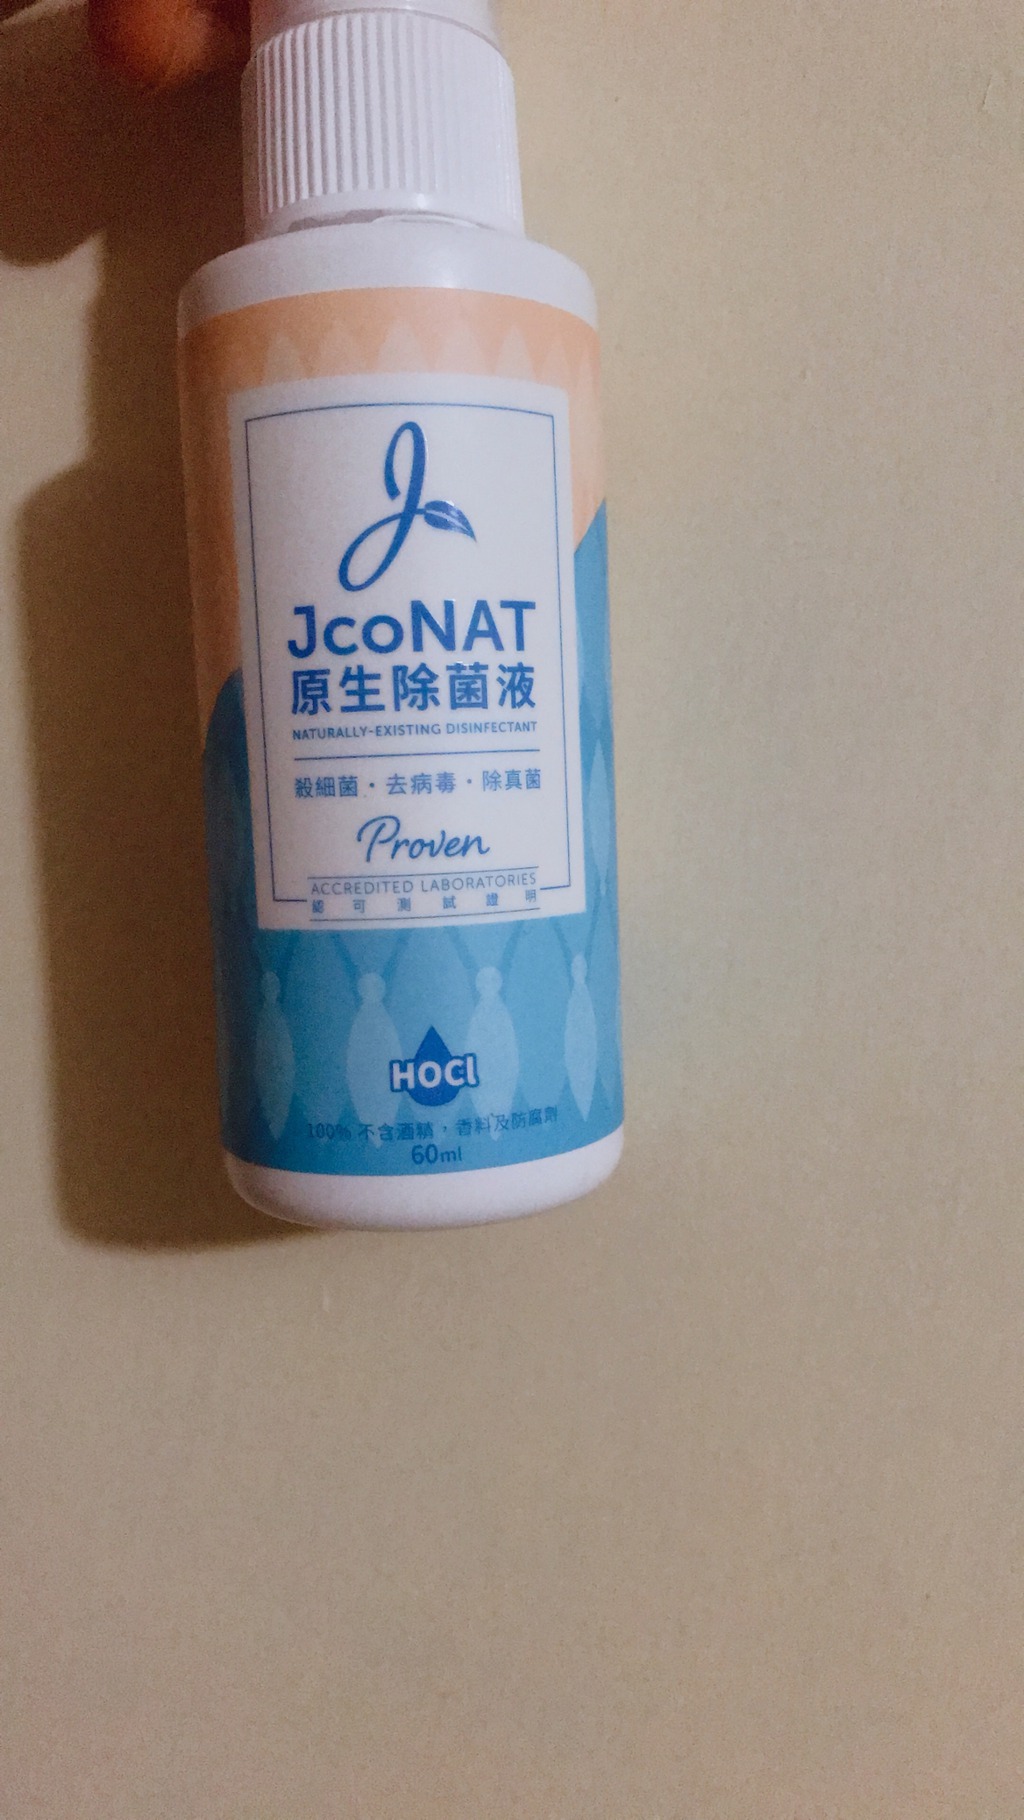 JcoNAT
原生除菌液
NATURALLY-EXISTING DISINFECTANT
殺細菌・去病毒・除真菌
Proven
ACCREDITED LABORATORIES
認可測試證明
HOCl
100% 不含酒精，香料及防腐劑
60ml